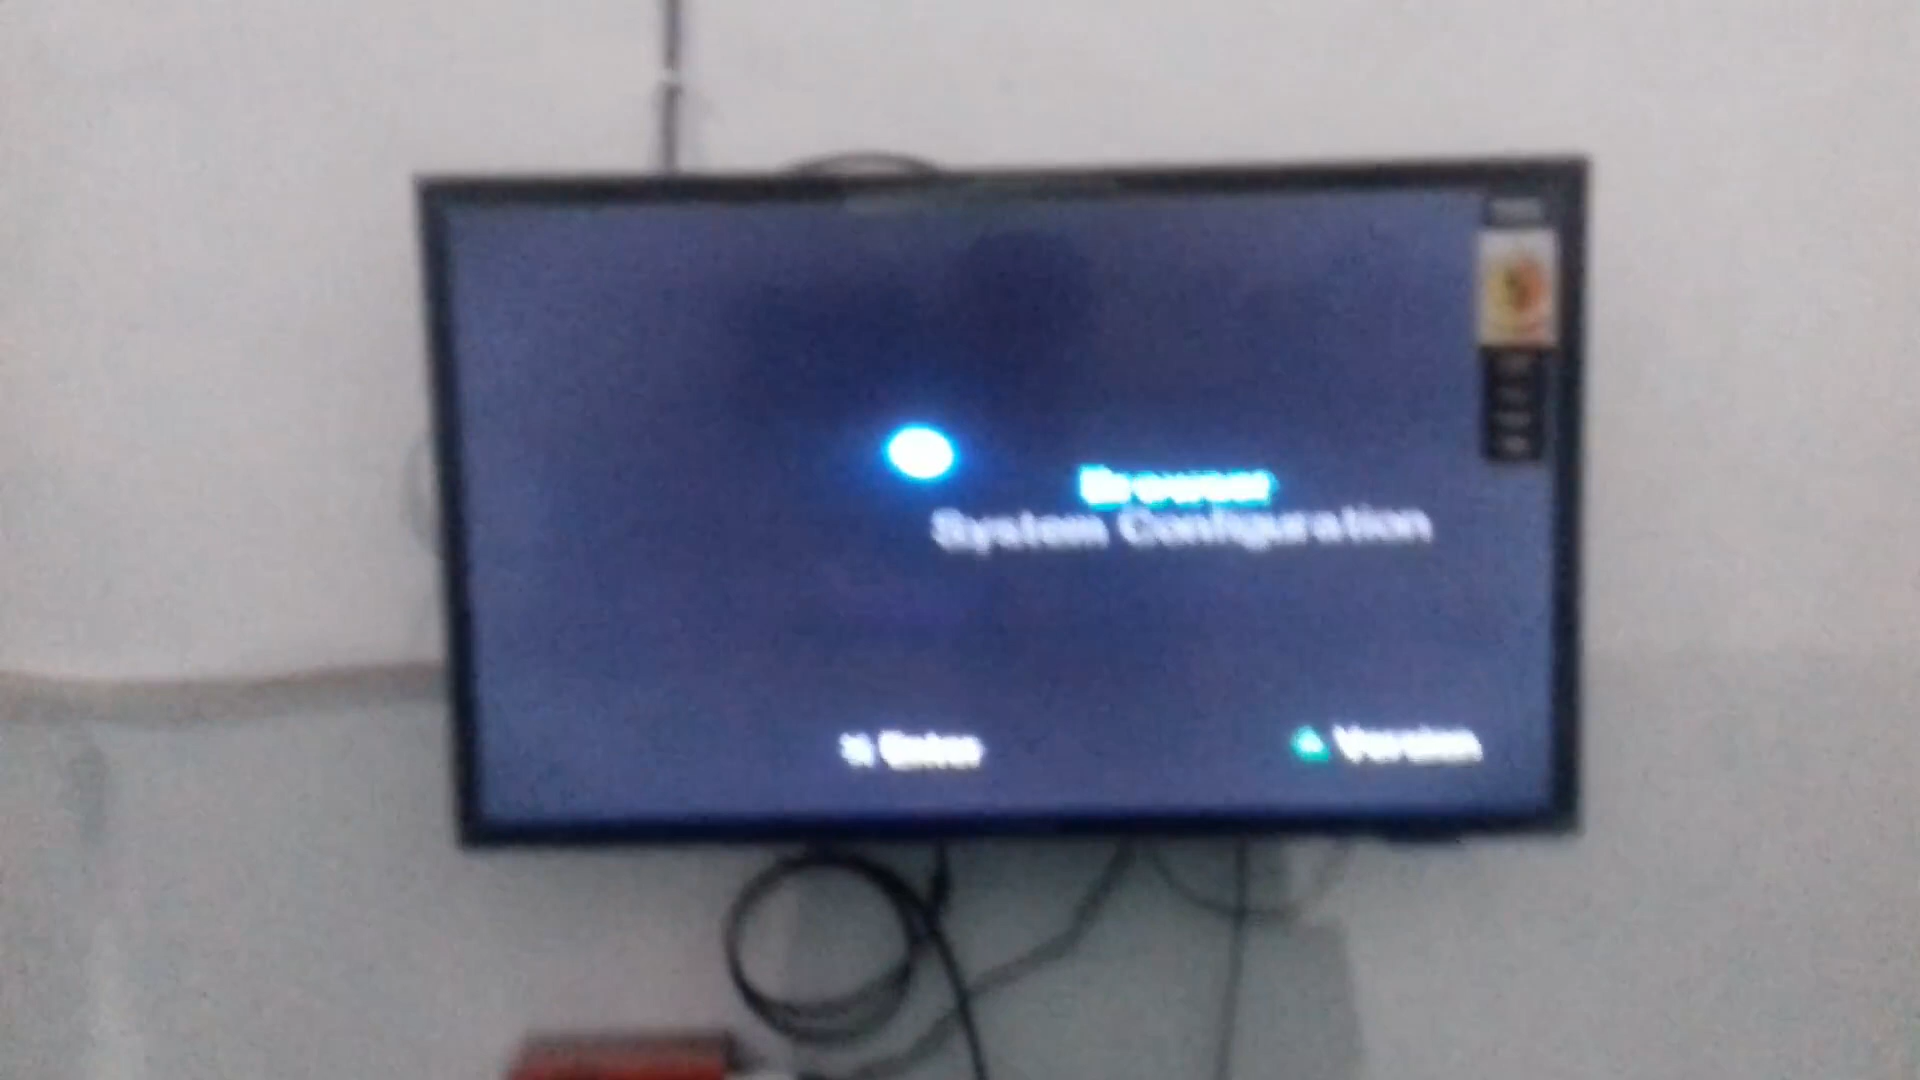 Browser
System Configuration
Enter
Version